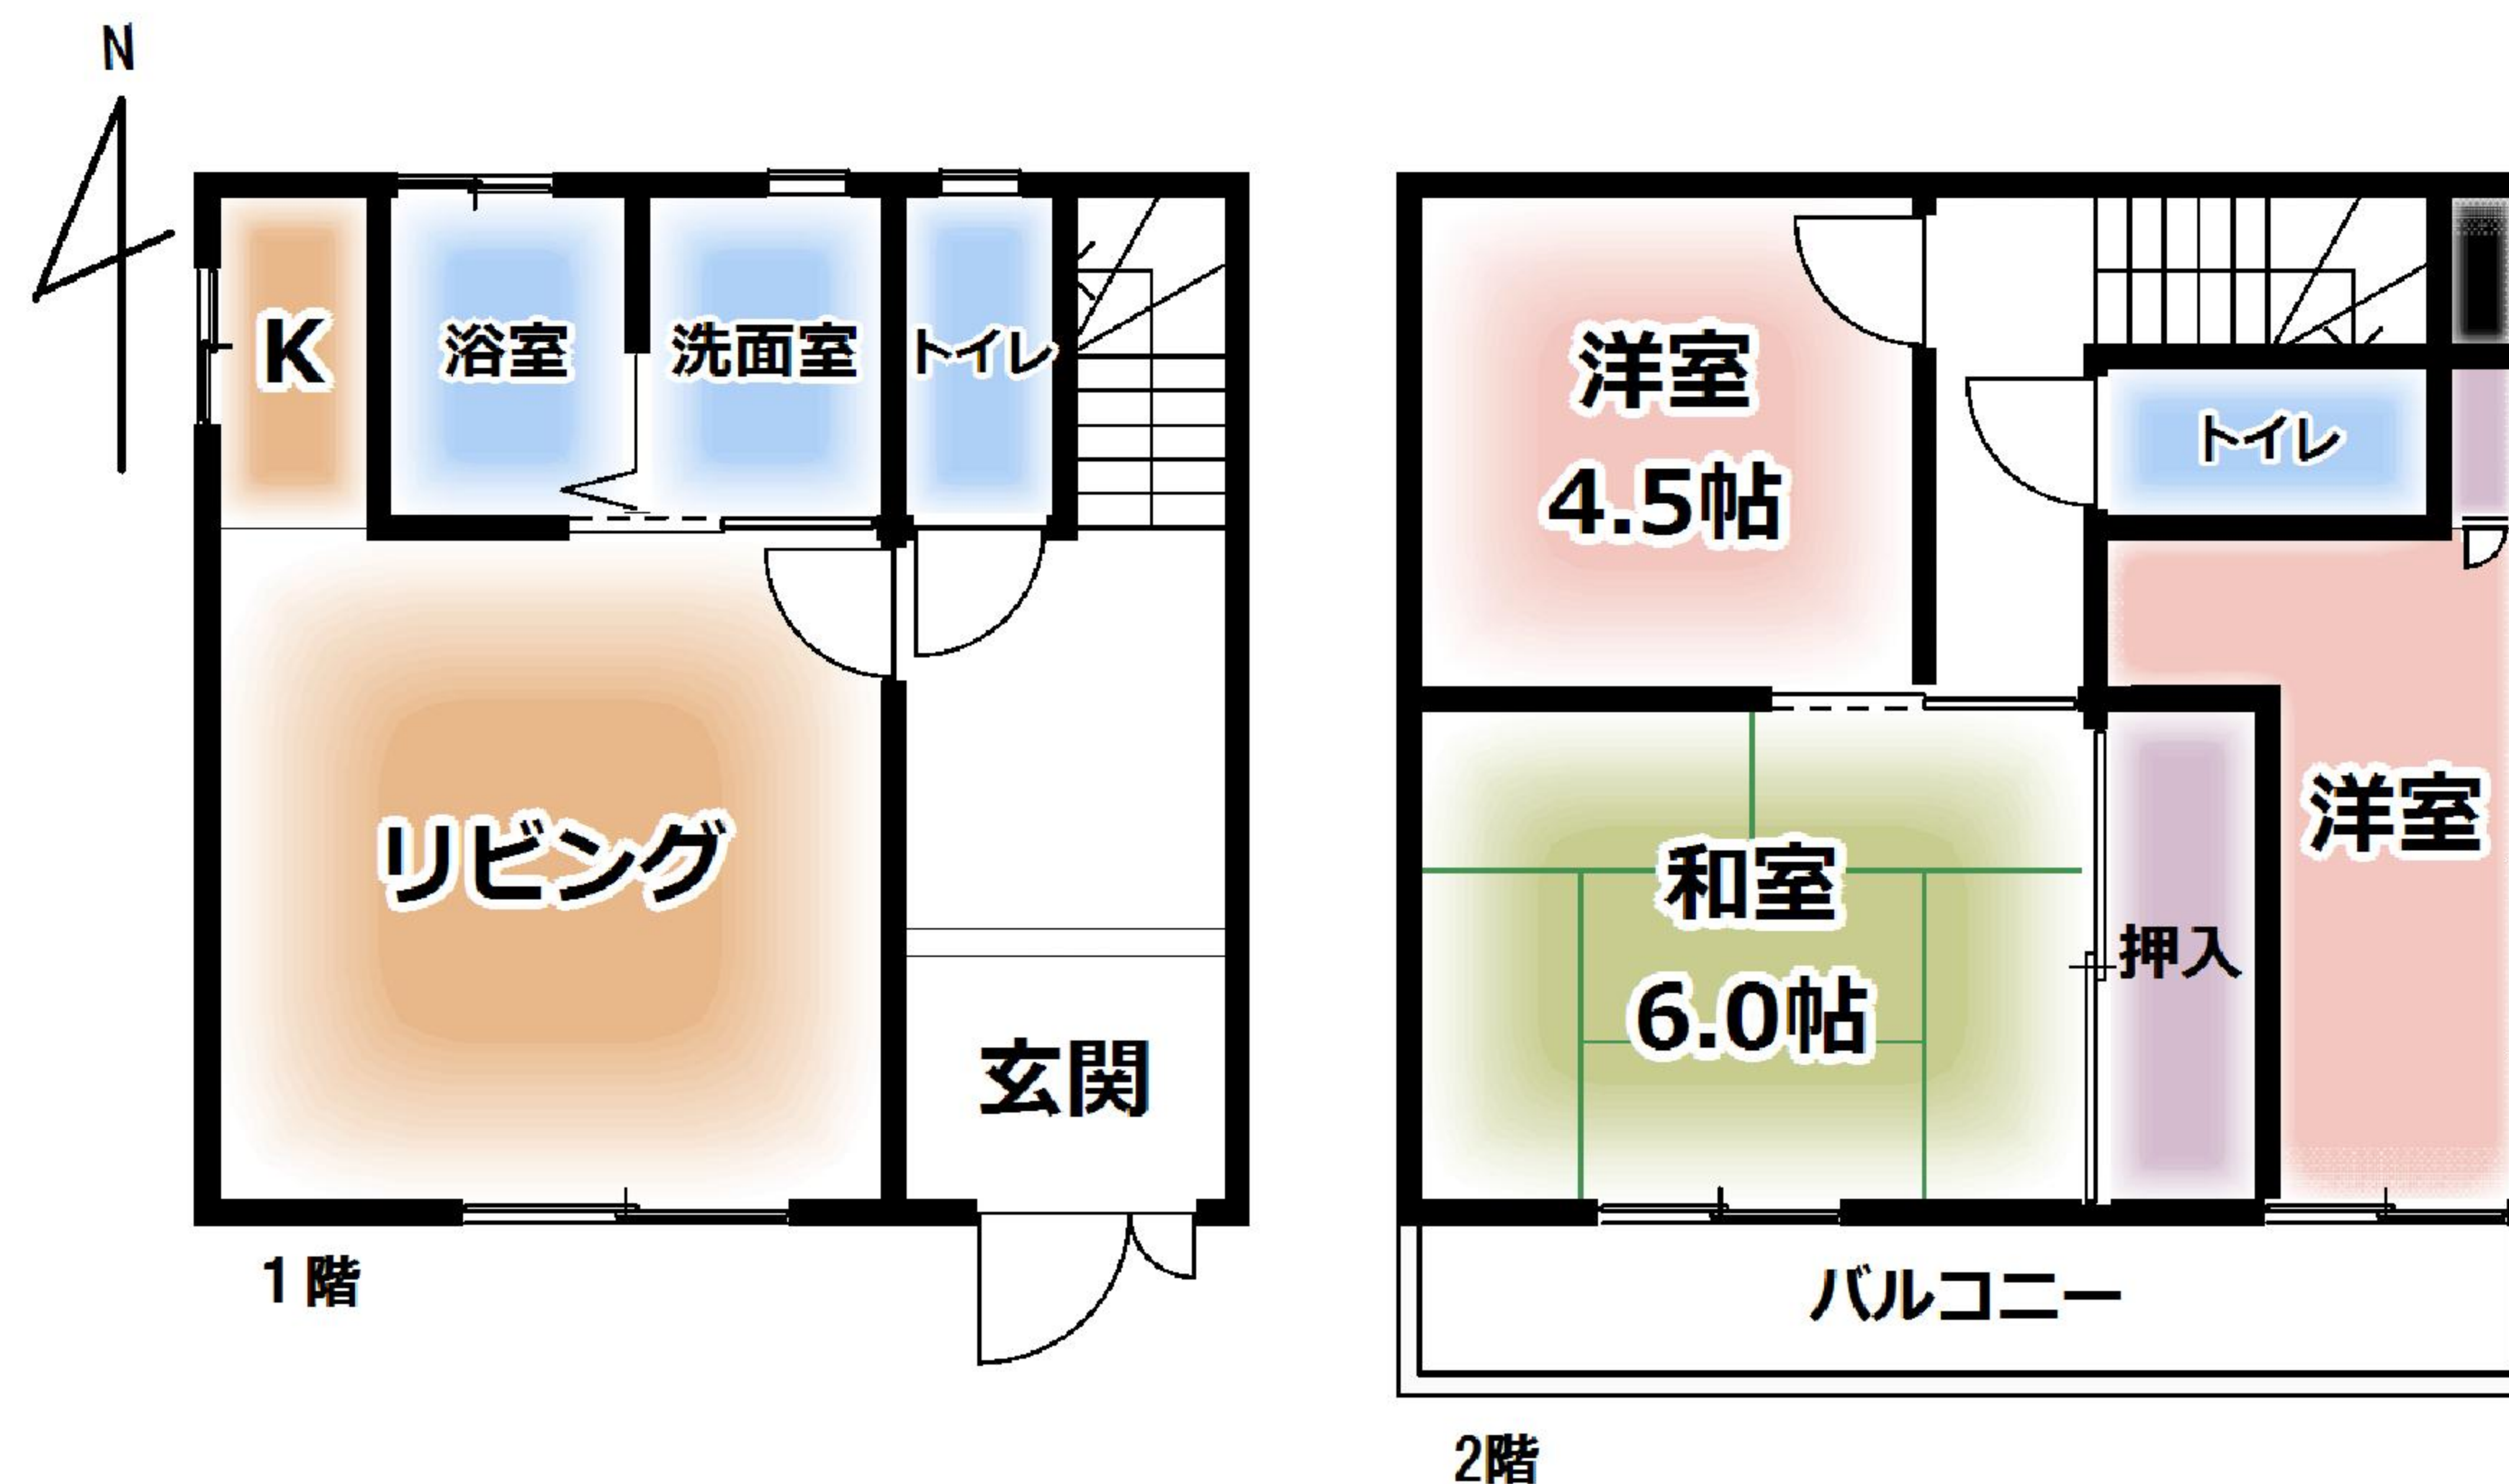 N
K
浴室
洗面室
トイレ
リビング
玄関
1階
洋室
4.5帖
トイレ
洋室
和室
6.0帖
押入
バルコニー
2階